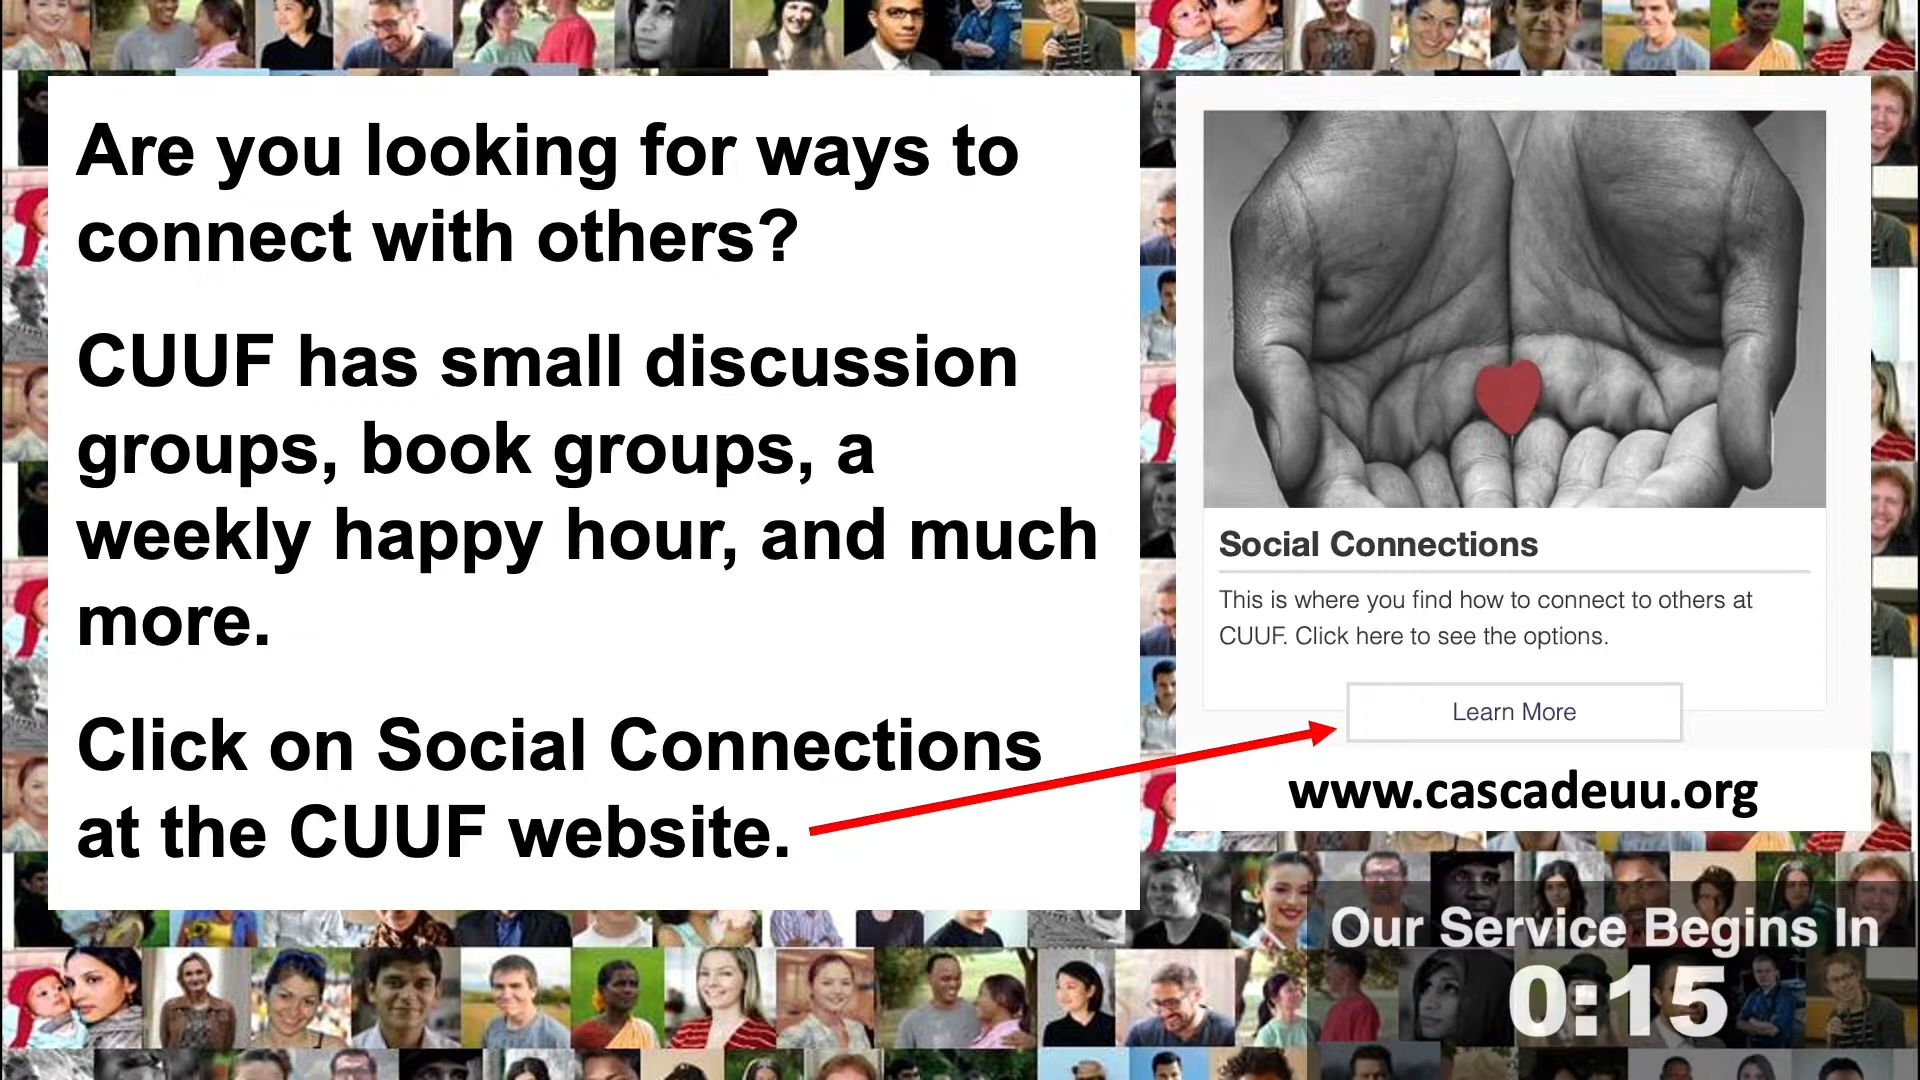 Are you looking for ways to
connect with others?
CUUF has small discussion
groups, book groups, a
weekly happy hour, and much
more.
Click on Social Connections
at the CUUF website.
Social Connections
This is where you find how to connect to others at
CUUF. Click here to see the options.
Learn More
www.cascadeuu.org
Our Service Begins In
0:15